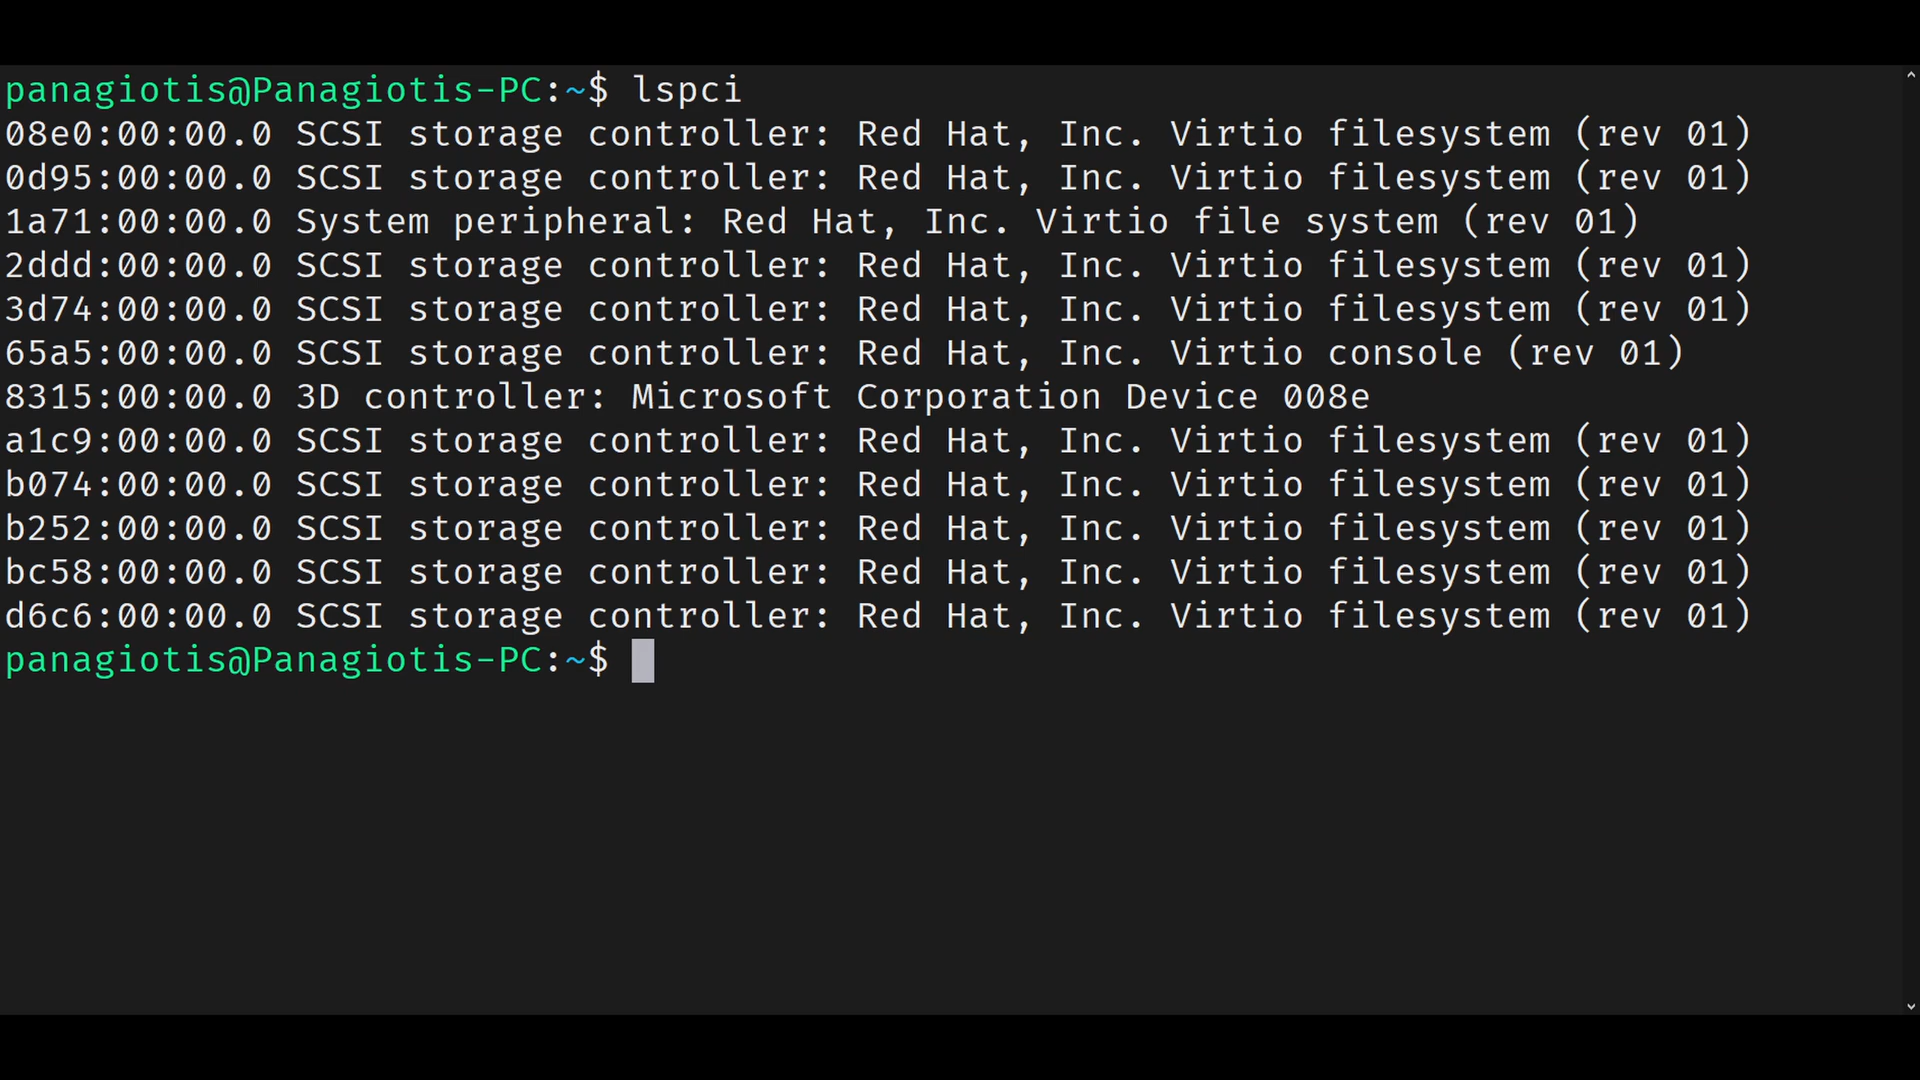 panagiotis@Panagiotis-PC:~$ lspci
08e0:00:00.0 SCSI storage controller: Red Hat, Inc. Virtio filesystem (rev 01)
0d95:00:00.0 SCSI storage controller: Red Hat, Inc. Virtio filesystem (rev 01)
1a71:00:00.0 System peripheral: Red Hat, Inc. Virtio file system (rev 01)
2ddd:00:00.0 SCSI storage controller: Red Hat, Inc. Virtio filesystem (rev 01)
3d74:00:00.0 SCSI storage controller: Red Hat, Inc. Virtio filesystem (rev 01)
65a5:00:00.0 SCSI storage controller: Red Hat, Inc. Virtio console (rev 01)
8315:00:00.0 3D controller: Microsoft Corporation Device 008e
a1c9:00:00.0 SCSI storage controller: Red Hat, Inc. Virtio filesystem (rev 01)
b074:00:00.0 SCSI storage controller: Red Hat, Inc. Virtio filesystem (rev 01)
b252:00:00.0 SCSI storage controller: Red Hat, Inc. Virtio filesystem (rev 01)
bc58:00:00.0 SCSI storage controller: Red Hat, Inc. Virtio filesystem (rev 01)
d6c6:00:00.0 SCSI storage controller: Red Hat, Inc. Virtio filesystem (rev 01)
panagiotis@Panagiotis-PC:~$